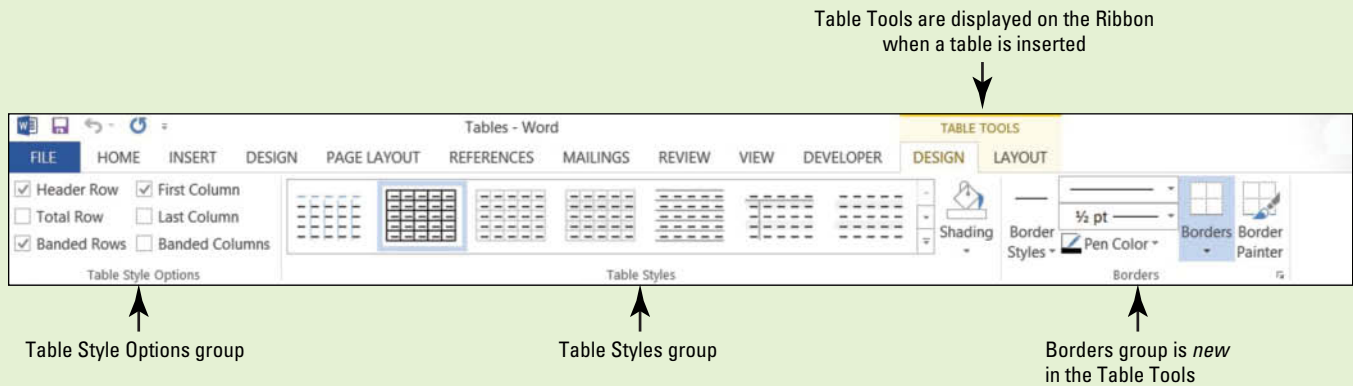 Table Tools are displayed on the Ribbon
when a table is inserted
Tables - Word
TABLE TOOLS
FILE HOME INSERT DESIGN PAGE LAYOUT REFERENCES MAILINGS REVIEW VIEW DEVELOPER DESIGN LAYOUT
Header Row First Column
Total Row Last Column
Banded Rows Banded Columns
Table Style Options
Table Styles
Shading
Border
Styles
½ pt
Pen Color
Borders
Border
Painter
Borders
Table Style Options group
Table Styles group
Borders group is new
in the Table Tools